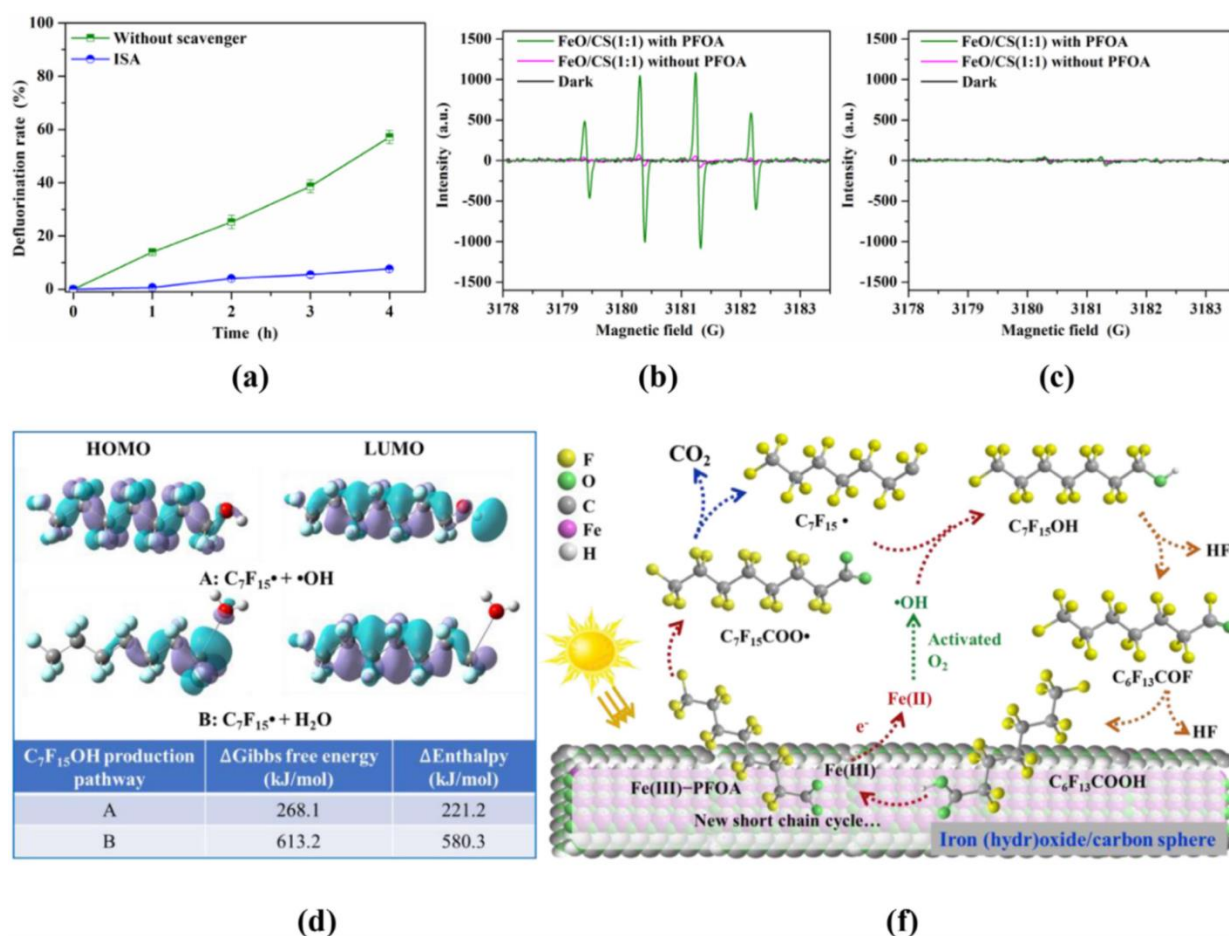 100
80
60
40
20
0
Defluorination rate (%)
Without scavenger
ISA
0 1 2 3 4
Time (h)
(a)
1500
1000
500
0
-500
-1000
-1500
Intensity (a.u.)
FeO/CS(1:1) with PFOA
FeO/CS(1:1) without PFOA
Dark
3178 3179 3180 3181 3182 3183
Magnetic field (G)
(b)
1500
1000
500
0
-500
-1000
-1500
Intensity (a.u.)
FeO/CS(1:1) with PFOA
FeO/CS(1:1) without PFOA
Dark
3178 3179 3180 3181 3182 3183
Magnetic field (G)
(c)
HOMO LUMO
A: C₇F₁₅• + •OH
B: C₇F₁₅• + H₂O
C₇F₁₅OH production pathway
ΔGibbs free energy (kJ/mol)
ΔEnthalpy (kJ/mol)
A 268.1 221.2
B 613.2 580.3
(d)
F
O
C
Fe
H
CO₂
C₇F₁₅ •
C₇F₁₅OH
HF
C₇F₁₅COO•
•OH
Activated
O₂
C₆F₁₃COF
HF
Fe(II)
e⁻
Fe(III)
Fe(III)−PFOA
C₆F₁₃COOH
New short chain cycle…
Iron (hydr)oxide/carbon sphere
(f)